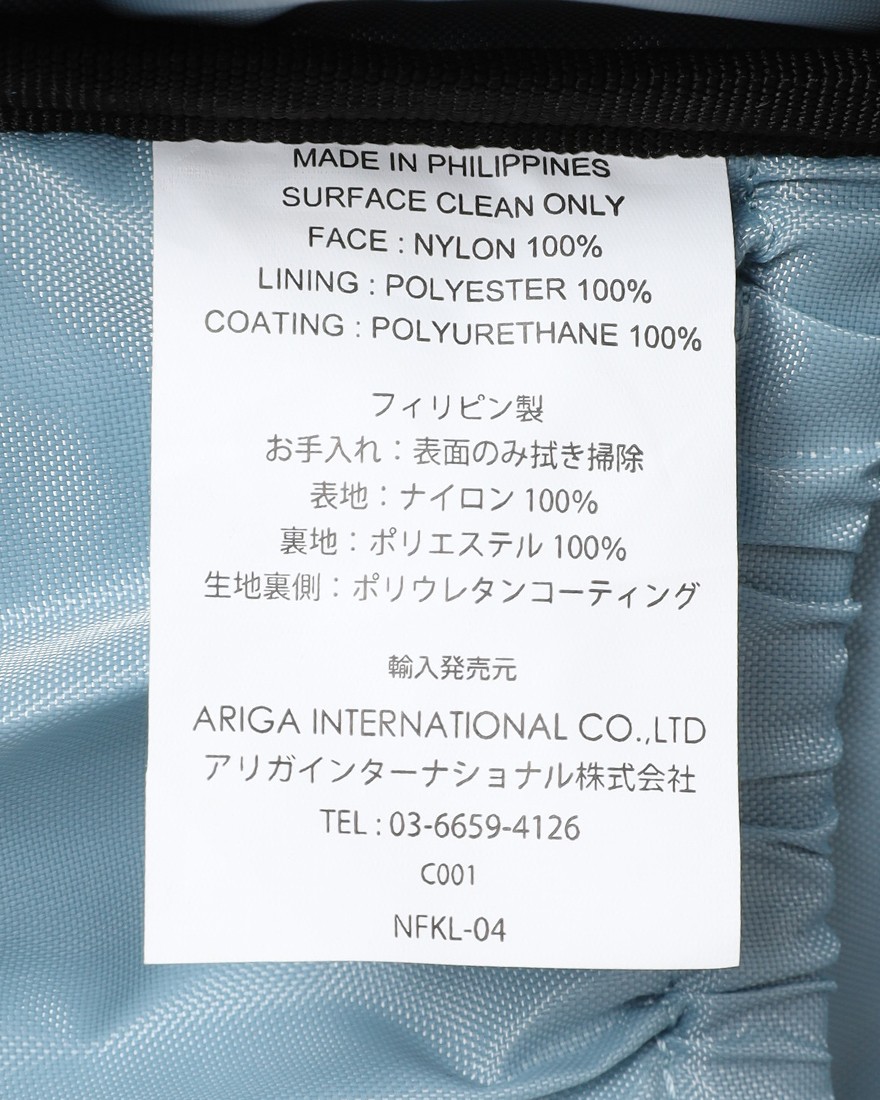 MADE IN PHILIPPINES
SURFACE CLEAN ONLY
FACE : NYLON 100%
LINING : POLYESTER 100%
COATING : POLYURETHANE 100%
フィリピン製
お手入れ：表面のみ拭き掃除
表地：ナイロン 100%
裏地：ポリエステル 100%
生地裏側：ポリウレタンコーティング
輸入発売元
ARIGA INTERNATIONAL CO.,LTD
アリガインターナショナル株式会社
TEL : 03-6659-4126
C001
NFKL-04